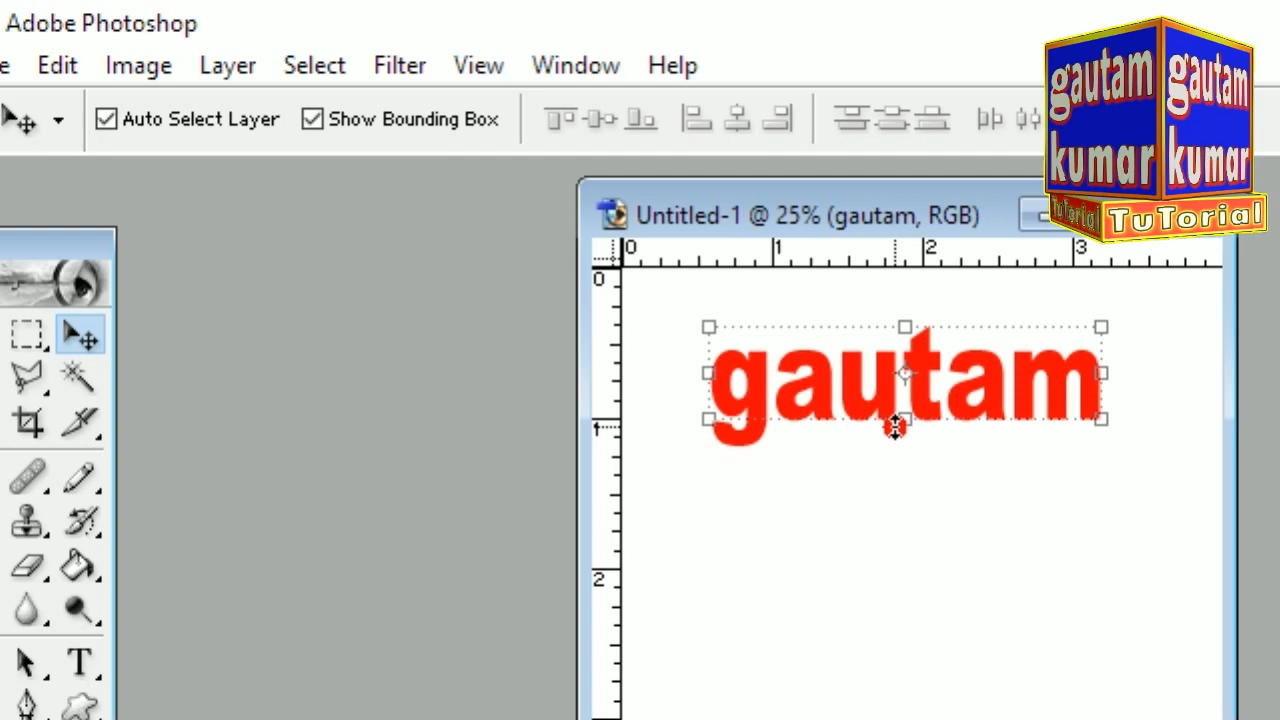 Adobe Photoshop
e Edit Image Layer Select Filter View Window Help
Auto Select Layer Show Bounding Box
gautam gautam
kumar kumar
TuTorial TuTorial
Untitled-1 @ 25% (gautam, RGB)
0 1 2 3
0
gautam
1
2
T